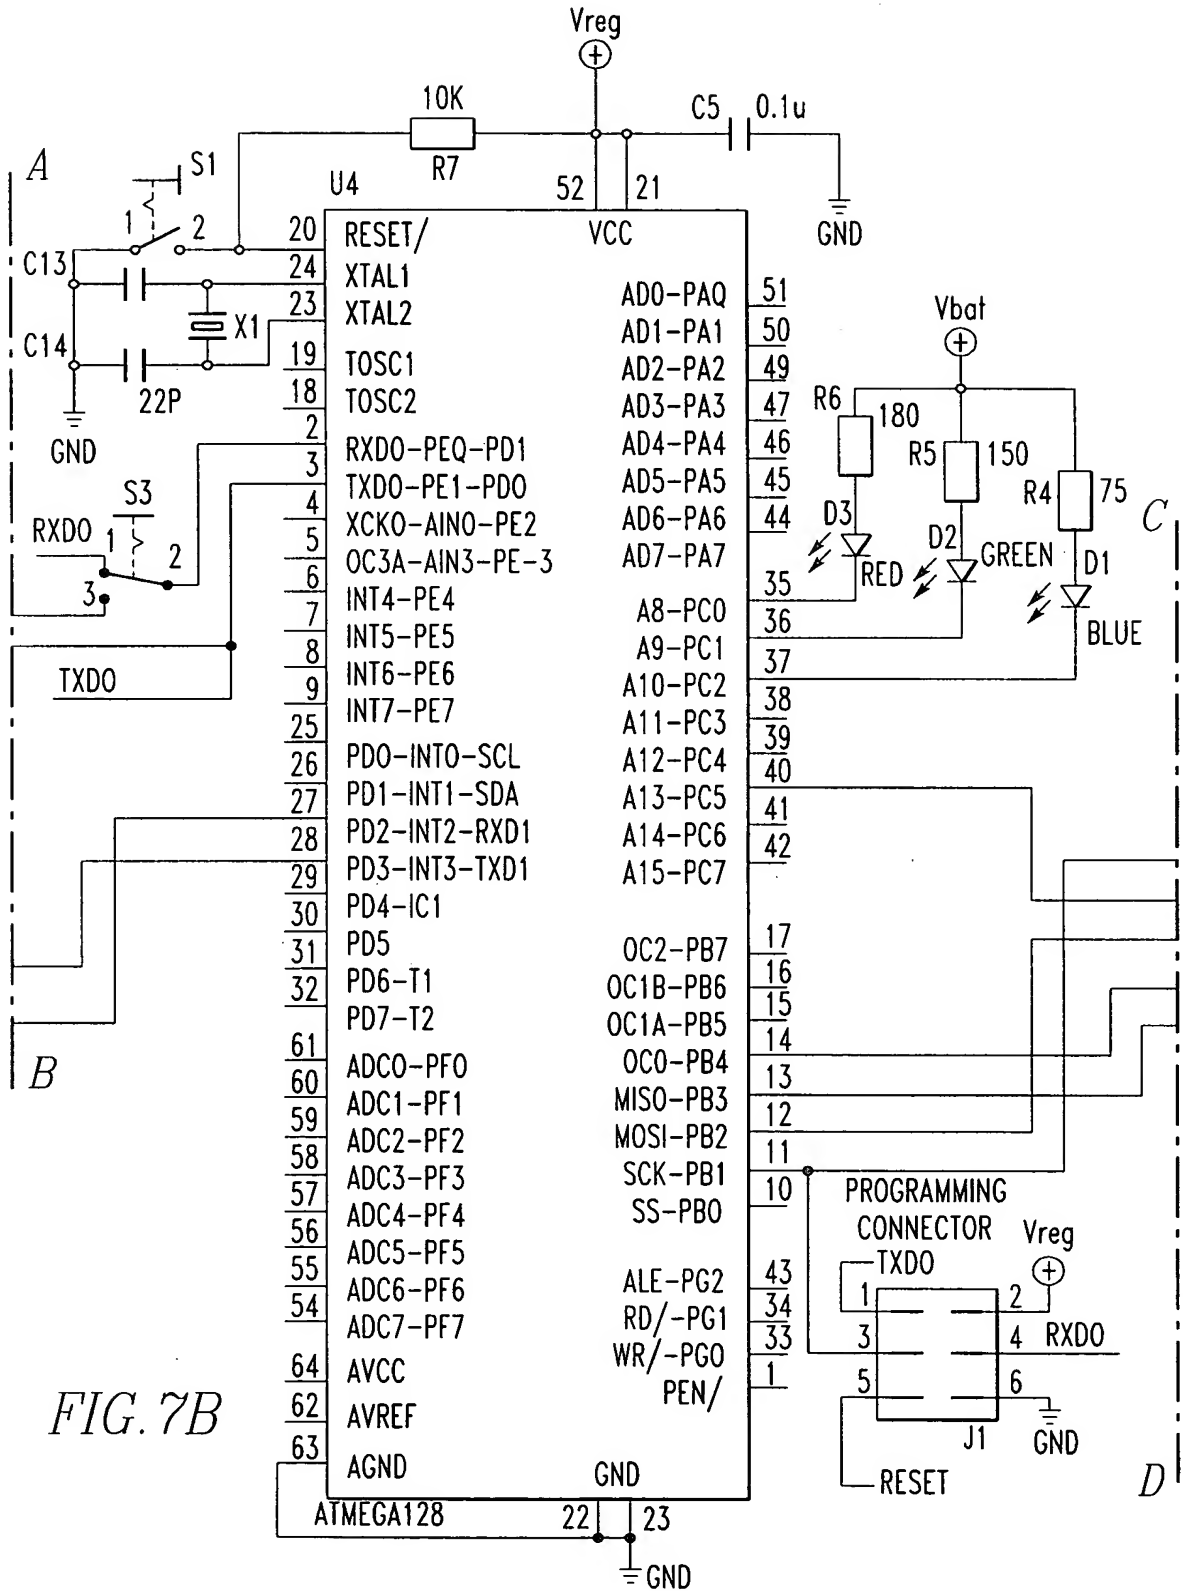 Vreg
10K
R7
C5 0.1u
GND
A
S1
1 2
C13
C14
22P
X1
GND
U4
52 21
VCC
20 RESET/
24 XTAL1
23 XTAL2
19 TOSC1
18 TOSC2
2 RXDO-PEQ-PD1
3 TXDO-PE1-PDO
4 XCKO-AINO-PE2
5 OC3A-AIN3-PE-3
6 INT4-PE4
7 INT5-PE5
8 INT6-PE6
9 INT7-PE7
25 PD0-INT0-SCL
26 PD1-INT1-SDA
27 PD2-INT2-RXD1
28 PD3-INT3-TXD1
29 PD4-IC1
30 PD5
31 PD6-T1
32 PD7-T2
61 ADC0-PF0
60 ADC1-PF1
59 ADC2-PF2
58 ADC3-PF3
57 ADC4-PF4
56 ADC5-PF5
55 ADC6-PF6
54 ADC7-PF7
64 AVCC
62 AVREF
63 AGND
S3
RXDO
1 2
3
TXDO
B
AD0-PAQ 51
AD1-PA1 50
AD2-PA2 49
AD3-PA3 47
AD4-PA4 46
AD5-PA5 45
AD6-PA6 44
AD7-PA7
A8-PC0 35
A9-PC1 36
A10-PC2 37
A11-PC3 38
A12-PC4 39
A13-PC5 40
A14-PC6 41
A15-PC7 42
OC2-PB7 17
OC1B-PB6 16
OC1A-PB5 15
OC0-PB4 14
MISO-PB3 13
MOSI-PB2 12
SCK-PB1 11
SS-PB0 10
ALE-PG2 43
RD/-PG1 34
WR/-PG0 33
PEN/ 1
GND
ATMEGA128
22 23
GND
Vbat
R6 180
R5 150
R4 75
D3 RED
D2 GREEN
D1 BLUE
C
PROGRAMMING
CONNECTOR
TXDO
Vreg
1 2
3 4 RXDO
5 6
J1
GND
RESET
D
FIG. 7B